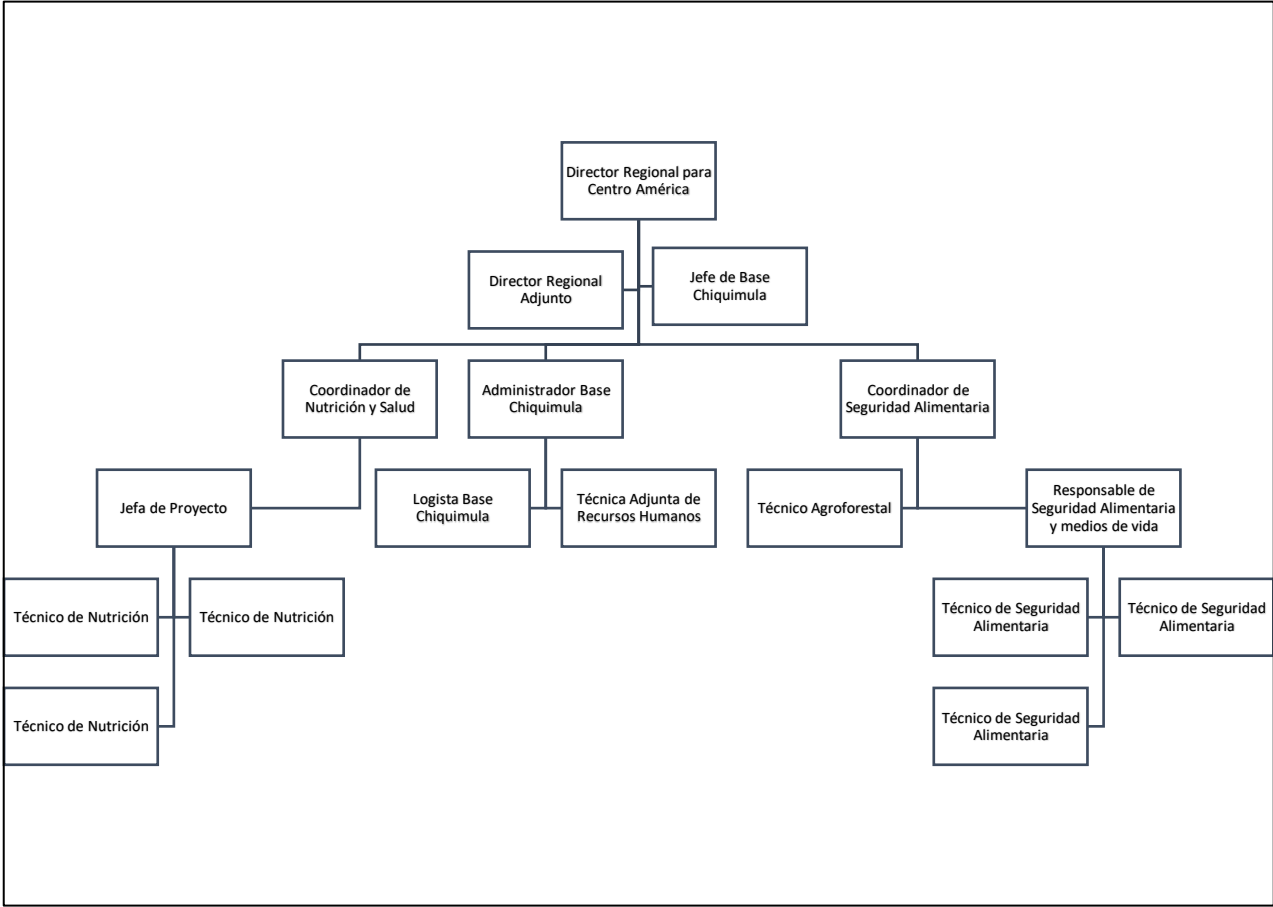 Director Regional para
Centro América
Director Regional
Adjunto
Jefe de Base
Chiquimula
Coordinador de
Nutrición y Salud
Administrador Base
Chiquimula
Coordinador de
Seguridad Alimentaria
Jefa de Proyecto
Logista Base
Chiquimula
Técnica Adjunta de
Recursos Humanos
Técnico Agroforestal
Responsable de
Seguridad Alimentaria
y medios de vida
Técnico de Nutrición
Técnico de Nutrición
Técnico de Seguridad
Alimentaria
Técnico de Seguridad
Alimentaria
Técnico de Nutrición
Técnico de Seguridad
Alimentaria